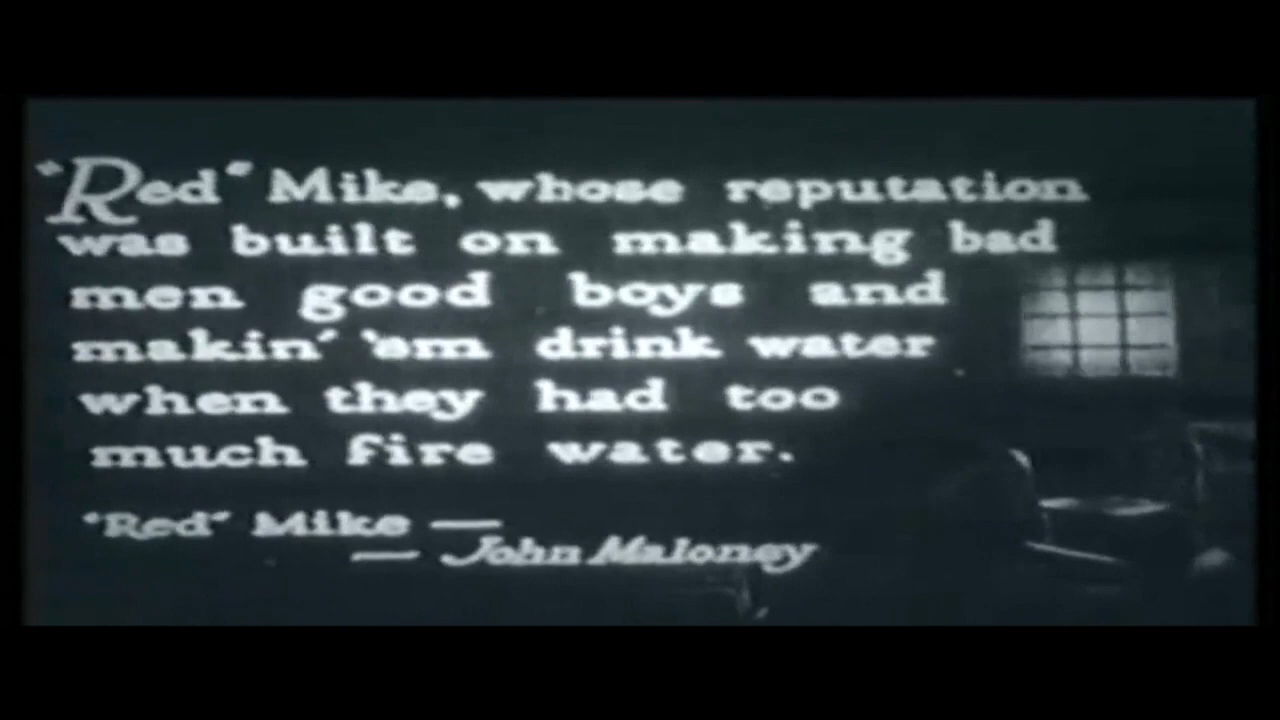 "Red" Mike, whose reputation
was built on making bad
men good boys and
makin' 'em drink water
when they had too
much fire water.
"Red" Mike —
— John Maloney